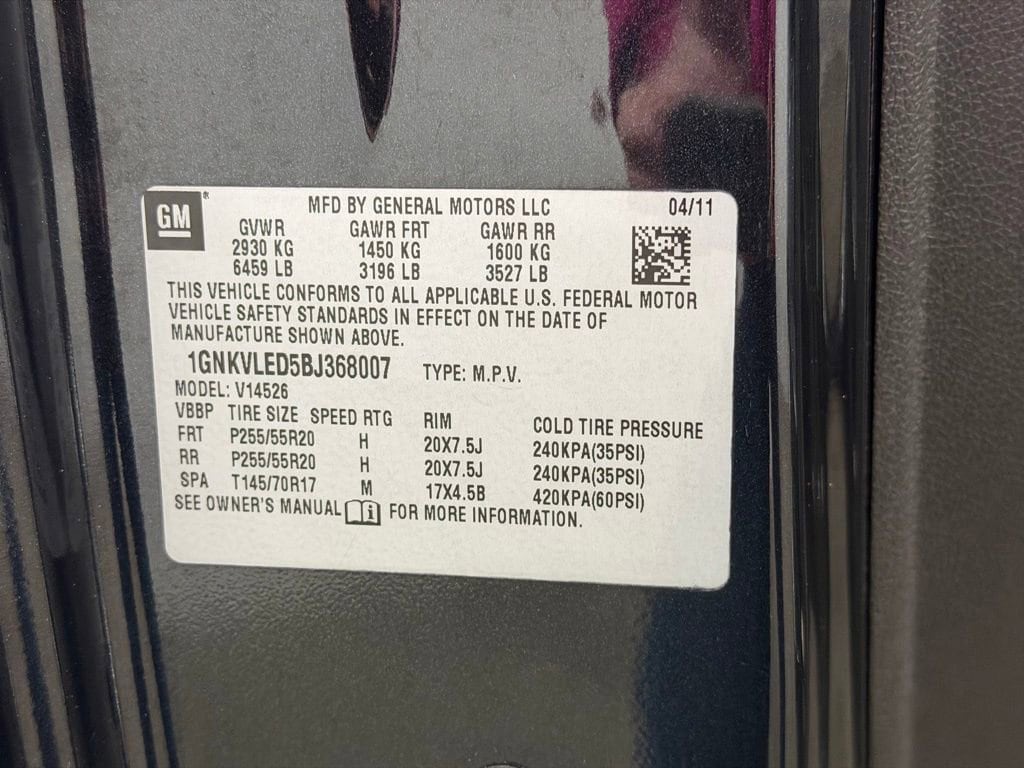 GM ®
MFD BY GENERAL MOTORS LLC 04/11
GVWR GAWR FRT GAWR RR
2930 KG 1450 KG 1600 KG
6459 LB 3196 LB 3527 LB
THIS VEHICLE CONFORMS TO ALL APPLICABLE U.S. FEDERAL MOTOR
VEHICLE SAFETY STANDARDS IN EFFECT ON THE DATE OF
MANUFACTURE SHOWN ABOVE.
1GNKVLED5BJ368007 TYPE: M.P.V.
MODEL: V14526
VBBP TIRE SIZE SPEED RTG RIM COLD TIRE PRESSURE
FRT P255/55R20 H 20X7.5J 240KPA(35PSI)
RR P255/55R20 H 20X7.5J 240KPA(35PSI)
SPA T145/70R17 M 17X4.5B 420KPA(60PSI)
SEE OWNER'S MANUAL i FOR MORE INFORMATION.